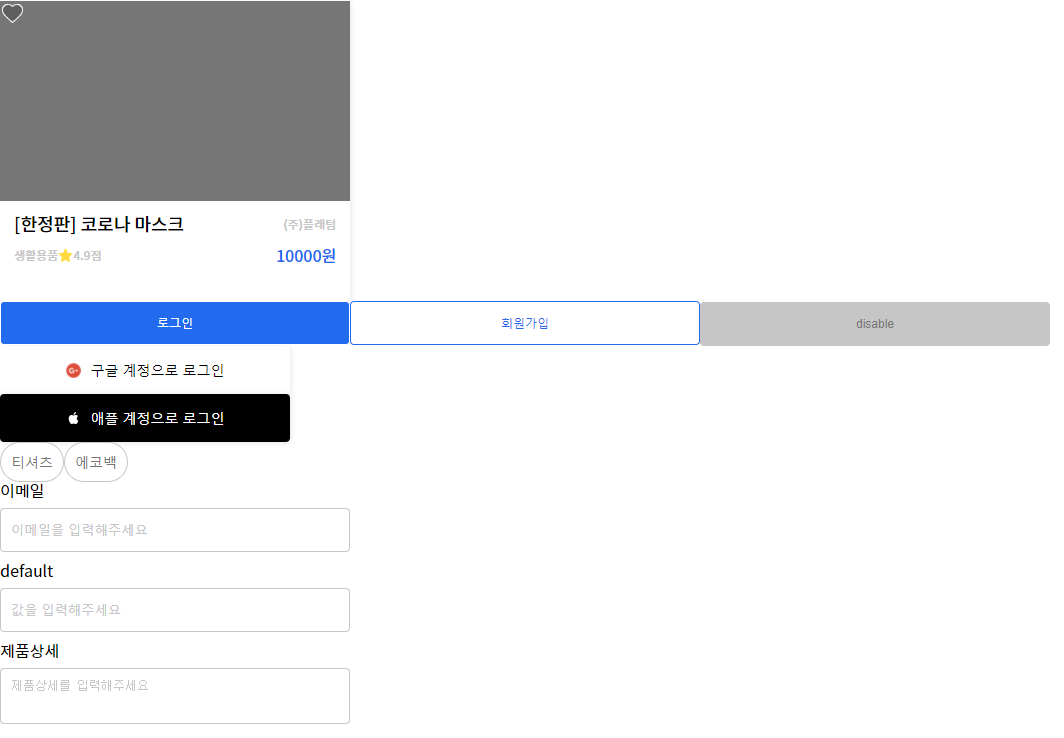 [한정판] 코로나 마스크 (주)플래텀
생활용품⭐4.9점 10000원
로그인 회원가입 disable
G+ 구글 계정으로 로그인
애플 계정으로 로그인
티셔츠 에코백
이메일
이메일을 입력해주세요
default
값을 입력해주세요
제품상세
제품상세를 입력해주세요